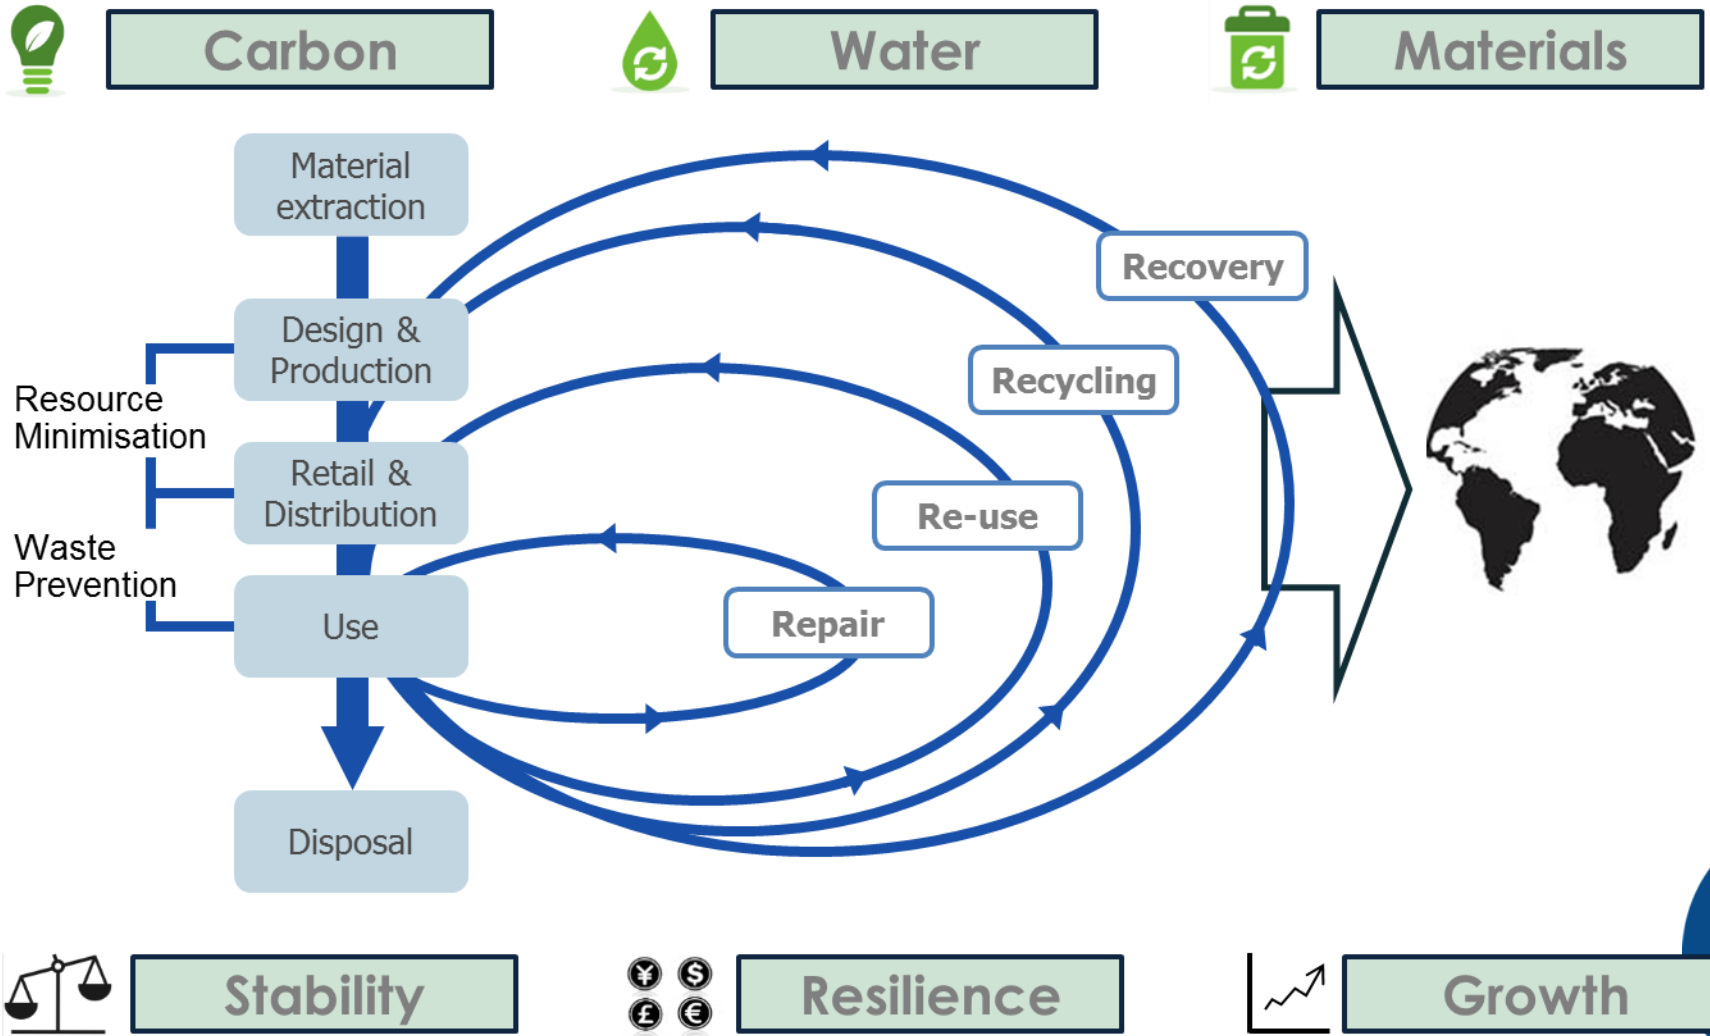 Carbon
Water
Materials
Material
extraction
Design &
Production
Retail &
Distribution
Use
Disposal
Resource
Minimisation
Waste
Prevention
Recovery
Recycling
Re-use
Repair
Stability
¥ $
£ €
Resilience
Growth